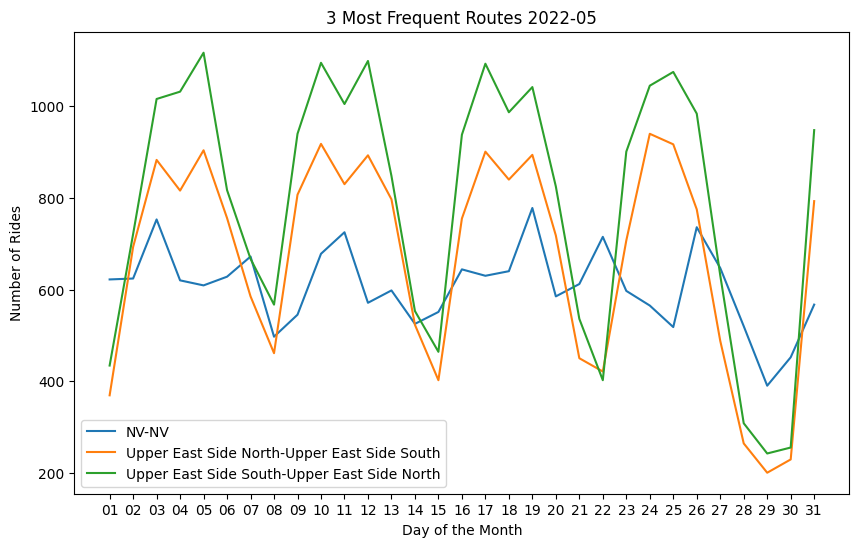 3 Most Frequent Routes 2022-05
Number of Rides
1000
800
600
400
200
NV-NV
Upper East Side North-Upper East Side South
Upper East Side South-Upper East Side North
01 02 03 04 05 06 07 08 09 10 11 12 13 14 15 16 17 18 19 20 21 22 23 24 25 26 27 28 29 30 31
Day of the Month